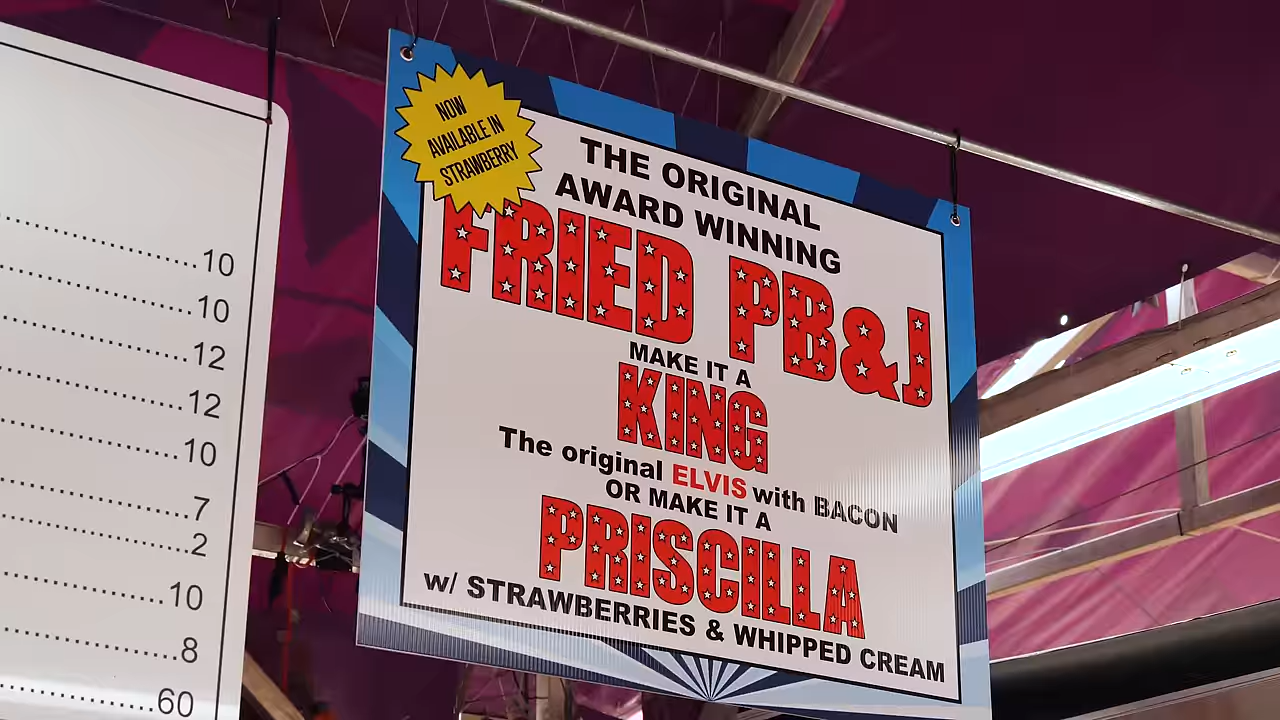 ..........10
..........10
..........12
..........12
..........10
..........7
..........2
..........10
..........8
..........60
NOW
AVAILABLE IN
STRAWBERRY
THE ORIGINAL
AWARD WINNING
FRIED PB&J
MAKE IT A
KING
The original ELVIS with BACON
OR MAKE IT A
PRISCILLA
w/ STRAWBERRIES & WHIPPED CREAM